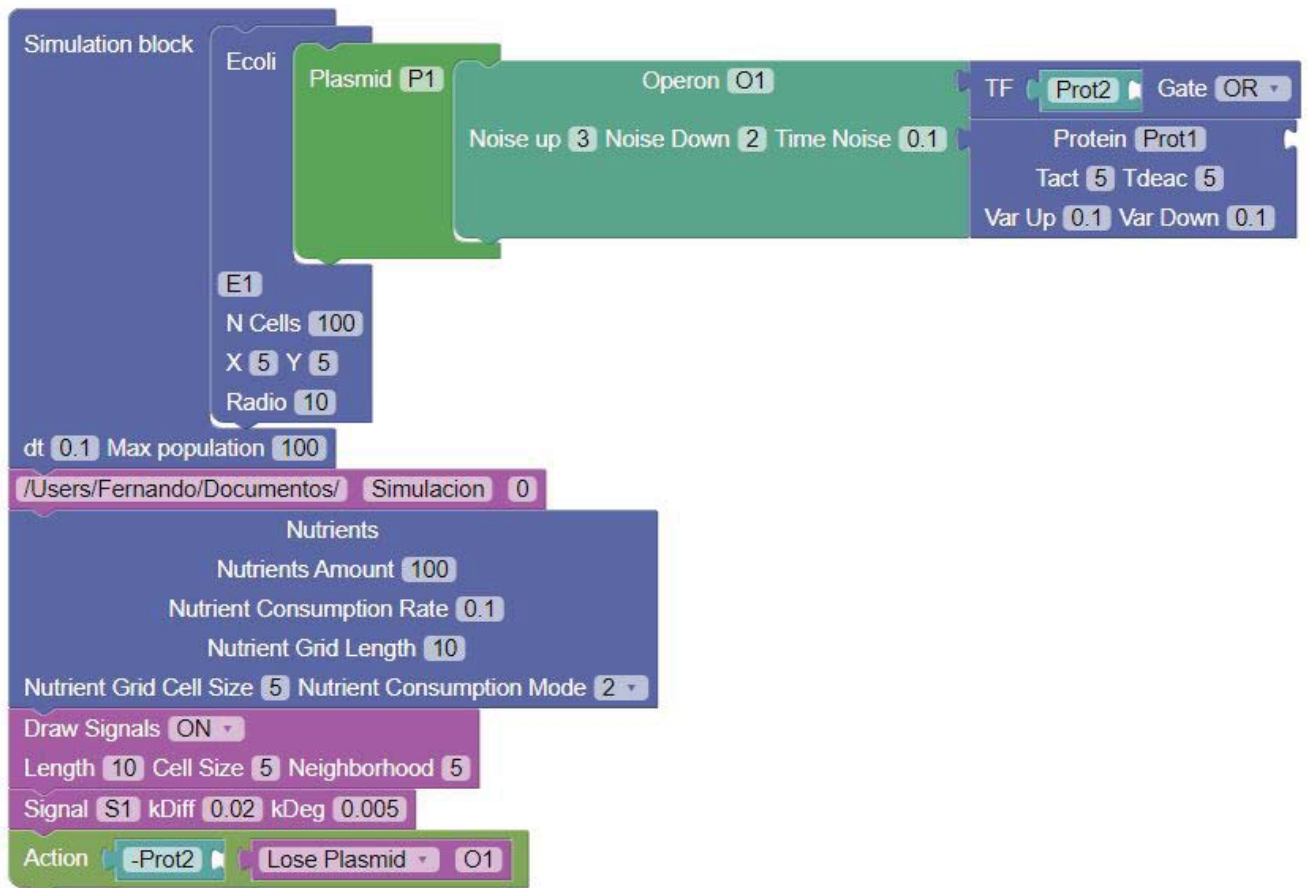 Simulation block
Ecoli
Plasmid P1
Operon O1
TF Prot2 Gate OR
Noise up 3 Noise Down 2 Time Noise 0.1
Protein Prot1
Tact 5 Tdeac 5
Var Up 0.1 Var Down 0.1
E1
N Cells 100
X 5 Y 5
Radio 10
dt 0.1 Max population 100
/Users/Fernando/Documentos/ Simulacion 0
Nutrients
Nutrients Amount 100
Nutrient Consumption Rate 0.1
Nutrient Grid Length 10
Nutrient Grid Cell Size 5 Nutrient Consumption Mode 2
Draw Signals ON
Length 10 Cell Size 5 Neighborhood 5
Signal S1 kDiff 0.02 kDeg 0.005
Action -Prot2 Lose Plasmid O1